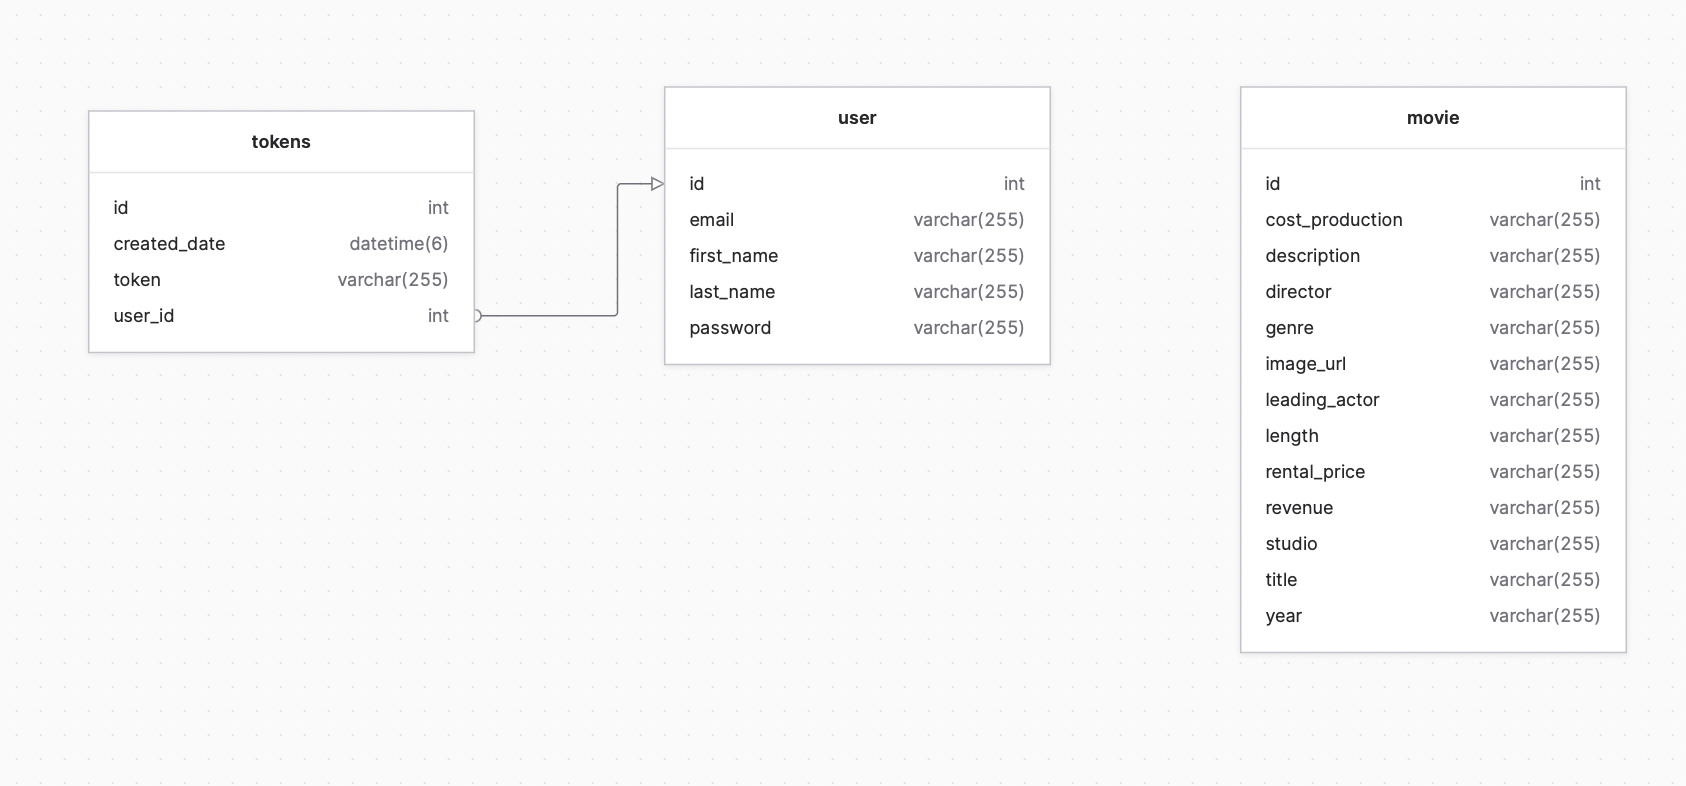 tokens
id int
created_date datetime(6)
token varchar(255)
user_id int
user
id int
email varchar(255)
first_name varchar(255)
last_name varchar(255)
password varchar(255)
movie
id int
cost_production varchar(255)
description varchar(255)
director varchar(255)
genre varchar(255)
image_url varchar(255)
leading_actor varchar(255)
length varchar(255)
rental_price varchar(255)
revenue varchar(255)
studio varchar(255)
title varchar(255)
year varchar(255)